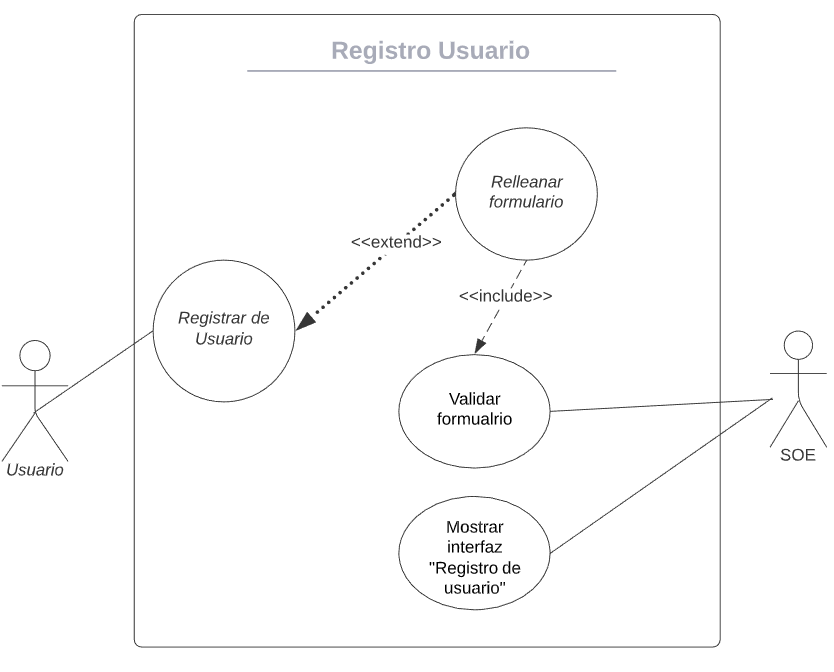 Registro Usuario
Relleanar
formulario
<<extend>>
<<include>>
Registrar de
Usuario
Validar
formualrio
Usuario
SOE
Mostrar
interfaz
"Registro de
usuario"